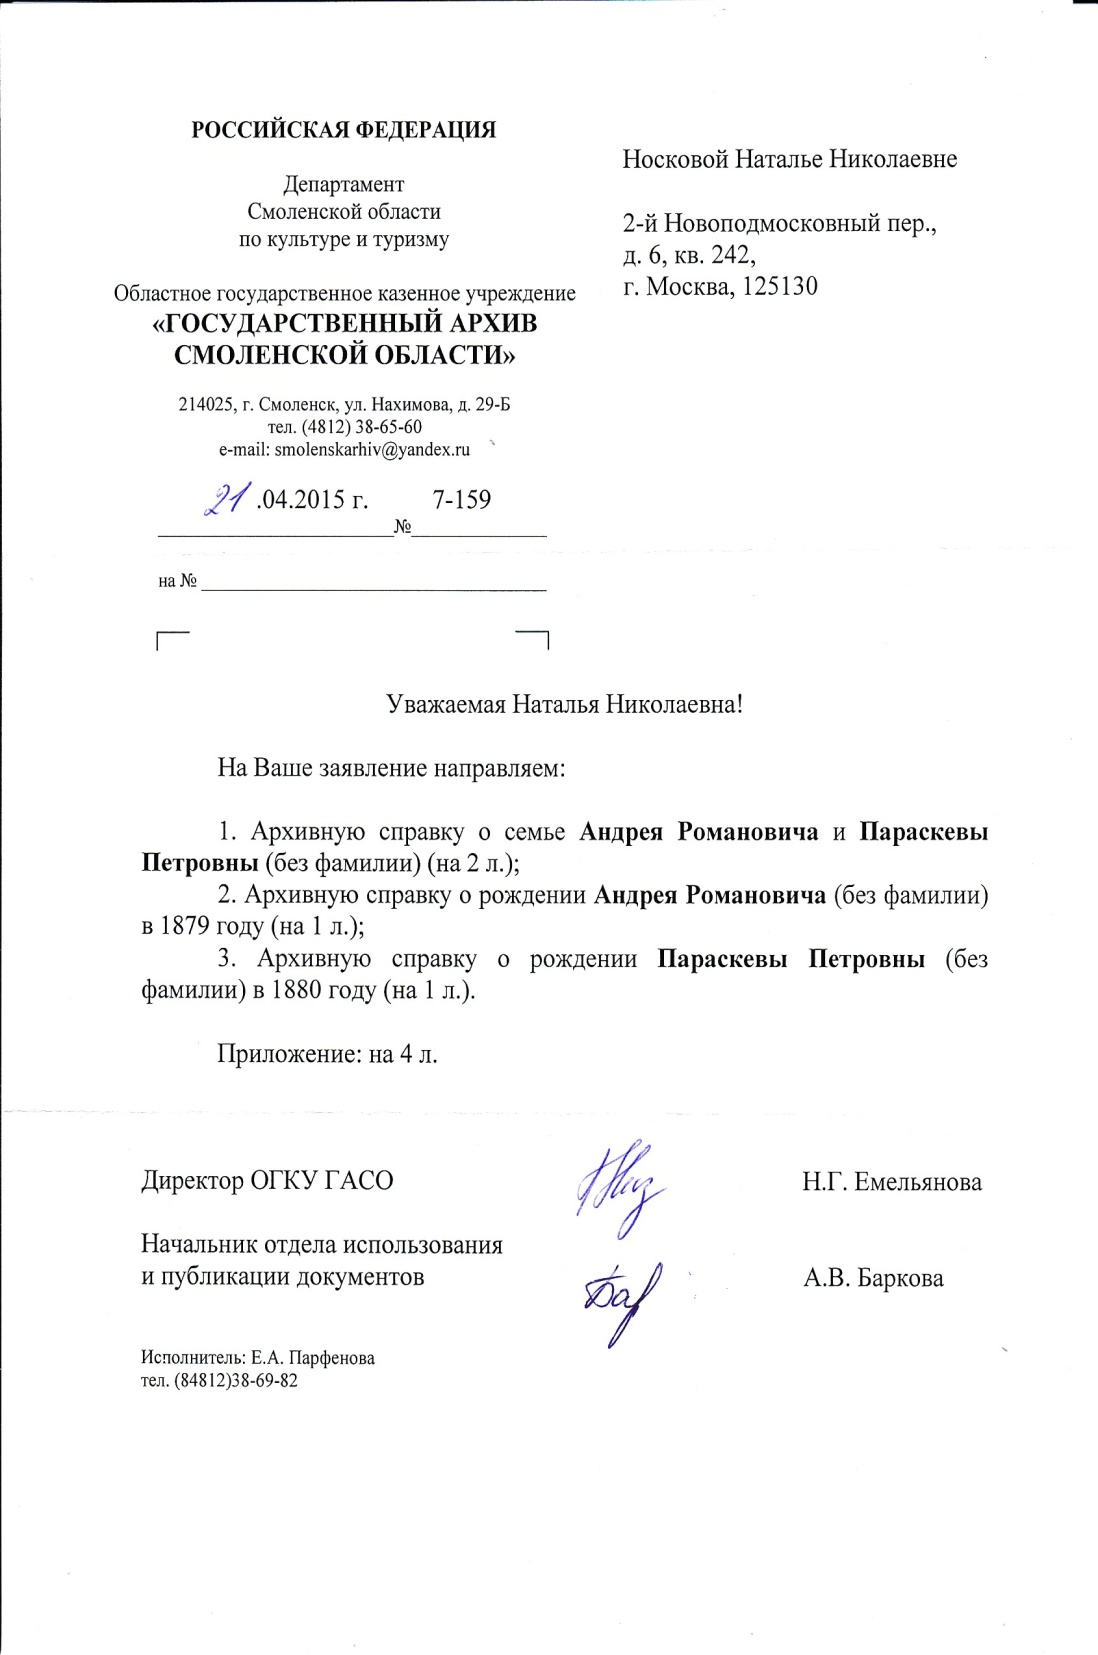 РОССИЙСКАЯ ФЕДЕРАЦИЯ
Департамент
Смоленской области
по культуре и туризму
Областное государственное казенное учреждение
«ГОСУДАРСТВЕННЫЙ АРХИВ
СМОЛЕНСКОЙ ОБЛАСТИ»
214025, г. Смоленск, ул. Нахимова, д. 29-Б
тел. (4812) 38-65-60
e-mail: smolenskarhiv@yandex.ru
21 .04.2015 г. 7-159
№
на №
Носковой Наталье Николаевне
2-й Новоподмосковный пер.,
д. 6, кв. 242,
г. Москва, 125130
Уважаемая Наталья Николаевна!
На Ваше заявление направляем:
1. Архивную справку о семье Андрея Романовича и Параскевы
Петровны (без фамилии) (на 2 л.);
2. Архивную справку о рождении Андрея Романовича (без фамилии)
в 1879 году (на 1 л.);
3. Архивную справку о рождении Параскевы Петровны (без
фамилии) в 1880 году (на 1 л.).
Приложение: на 4 л.
Директор ОГКУ ГАСО Н.Г. Емельянова
Начальник отдела использования
и публикации документов А.В. Баркова
Исполнитель: Е.А. Парфенова
тел. (84812)38-69-82